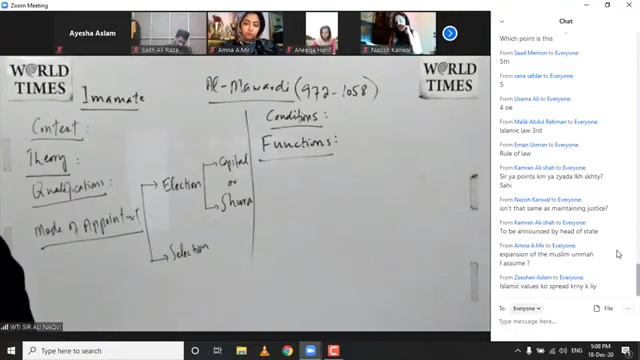 Zoom Meeting
Ayesha Aslam
Saith Ali Raza
Amna A.Mir
Aneeqa Hanif
Nazish Kanwal
W@RLD
TIMES
W@RLD
TIMES
Imamate
Al-Mawardi (972-1058)
Context:
Theory:
Qualifications:
Mode of Appointment
Election
Capital
or
Shura
Selection
Conditions:
Functions:
WTI SIR ALI NAQVI
Chat
Which point is this
From Saad Memon to Everyone:
5th
From sana safdar to Everyone:
5
From Usama Ali to Everyone:
4 oe
From Malik Abdul Rehman to Everyone:
Islamic law 3rd
From Eman Usman to Everyone:
Rule of law
From Kamran Ali shah to Everyone:
Sir ya points km ya zyada lkh skhty?
Sahi
From Nazish Kanwal to Everyone:
isn't that same as maintaining justice?
From Kamran Ali shah to Everyone:
To be announced by head of state
From Amna A.Mir to Everyone:
expansion of the muslim ummah
I assume ?
From Zeeshan Aslem to Everyone:
Islamic values ko spread krny k liy
To: Everyone
File
Type message here...
Type here to search
5:08 PM
18-Dec-20